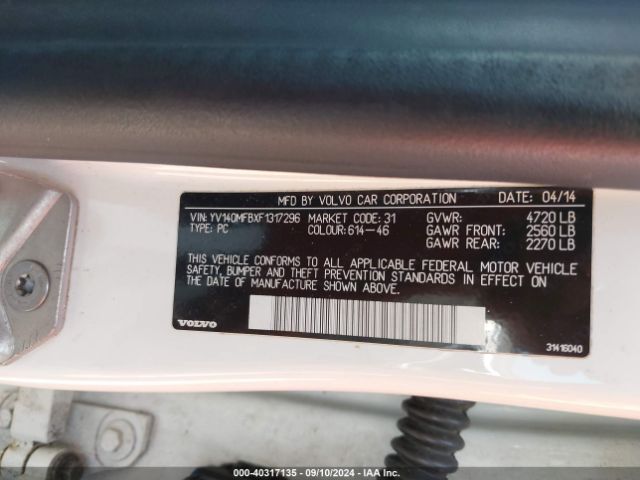 MFD BY VOLVO CAR CORPORATION DATE: 04/14
VIN: YV140MFBXF1317296 MARKET CODE: 31 GVWR: 4720 LB
TYPE: PC COLOUR: 614-46 GAWR FRONT: 2560 LB
GAWR REAR: 2270 LB
THIS VEHICLE CONFORMS TO ALL APPLICABLE FEDERAL MOTOR VEHICLE
SAFETY, BUMPER AND THEFT PREVENTION STANDARDS IN EFFECT ON
THE DATE OF MANUFACTURE SHOWN ABOVE.
VOLVO 31416040
000-40317135 - 09/10/2024 - IAA Inc.